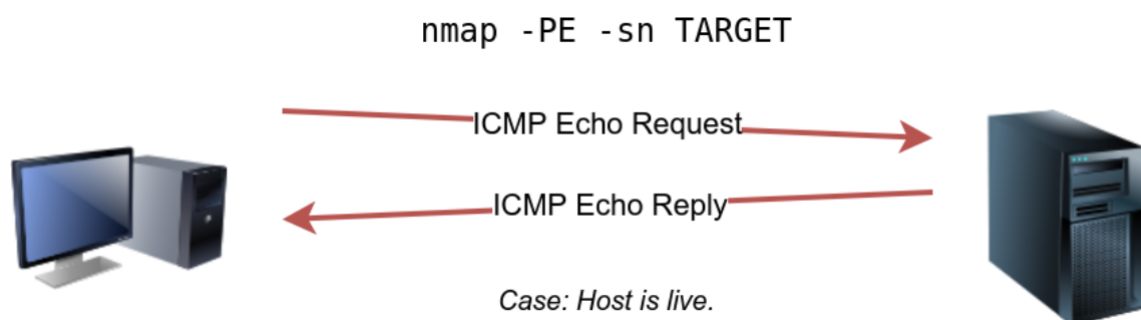 nmap -PE -sn TARGET
ICMP Echo Request
ICMP Echo Reply
Case: Host is live.